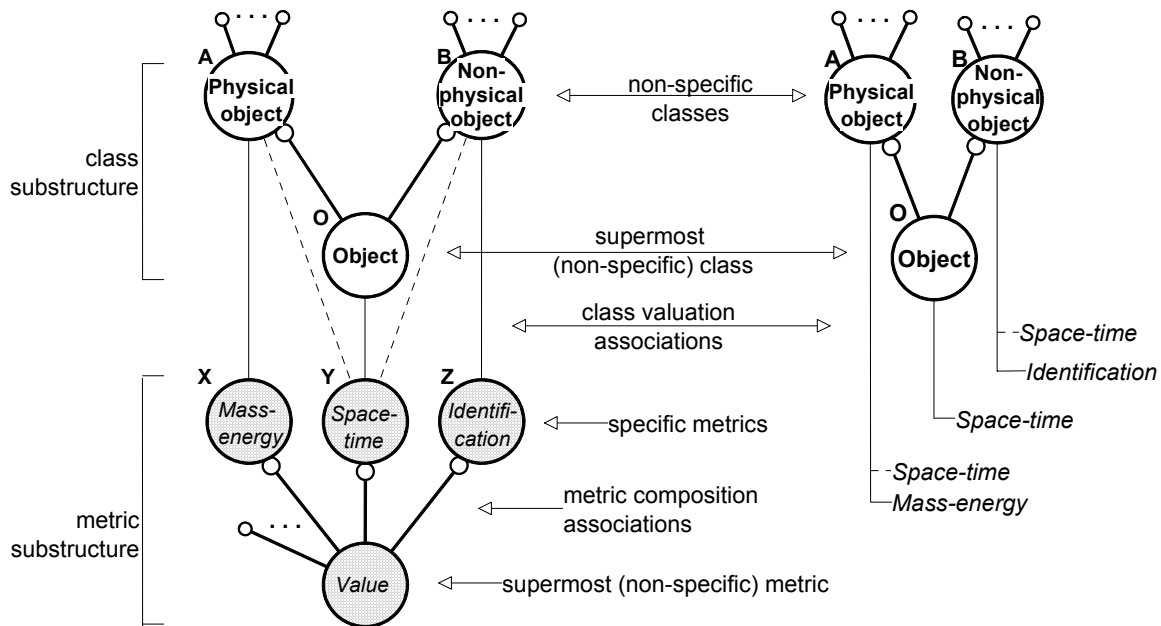 . . .
. . .
. . .
. . .
A
B
A
B
Physical
object
Non-
physical
object
non-specific
classes
Physical
object
Non-
physical
object
class
substructure
O
Object
supermost
(non-specific) class
O
Object
class valuation
associations
Space-time
Identification
X
Y
Z
Mass-
energy
Space-
time
Identifi-
cation
specific metrics
Space-time
Space-time
Mass-energy
metric
substructure
. . .
metric composition
associations
Value
supermost (non-specific) metric